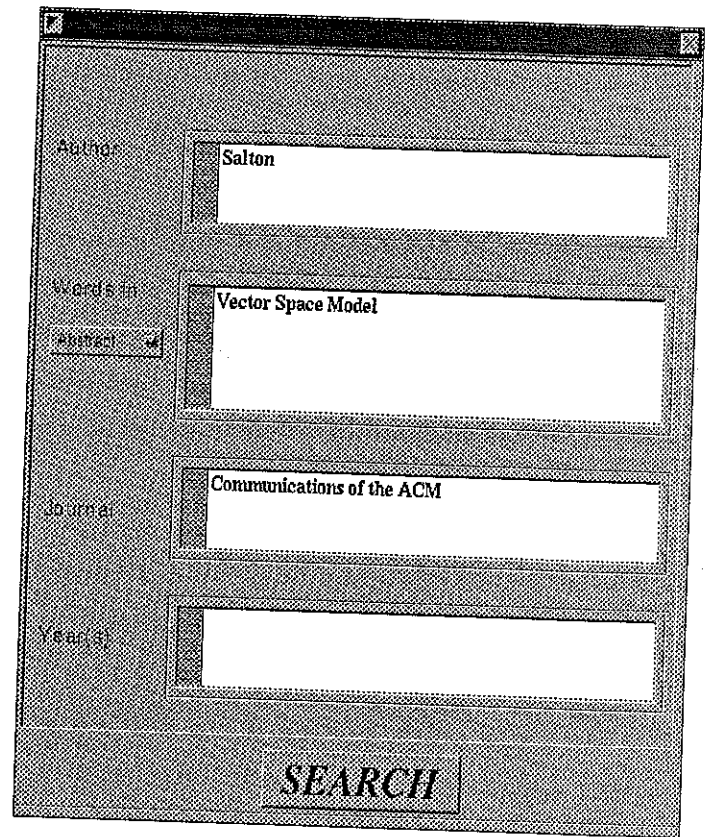 Author
Salton
Words in
Abstract
Vector Space Model
Journal
Communications of the ACM
Year(s)
SEARCH